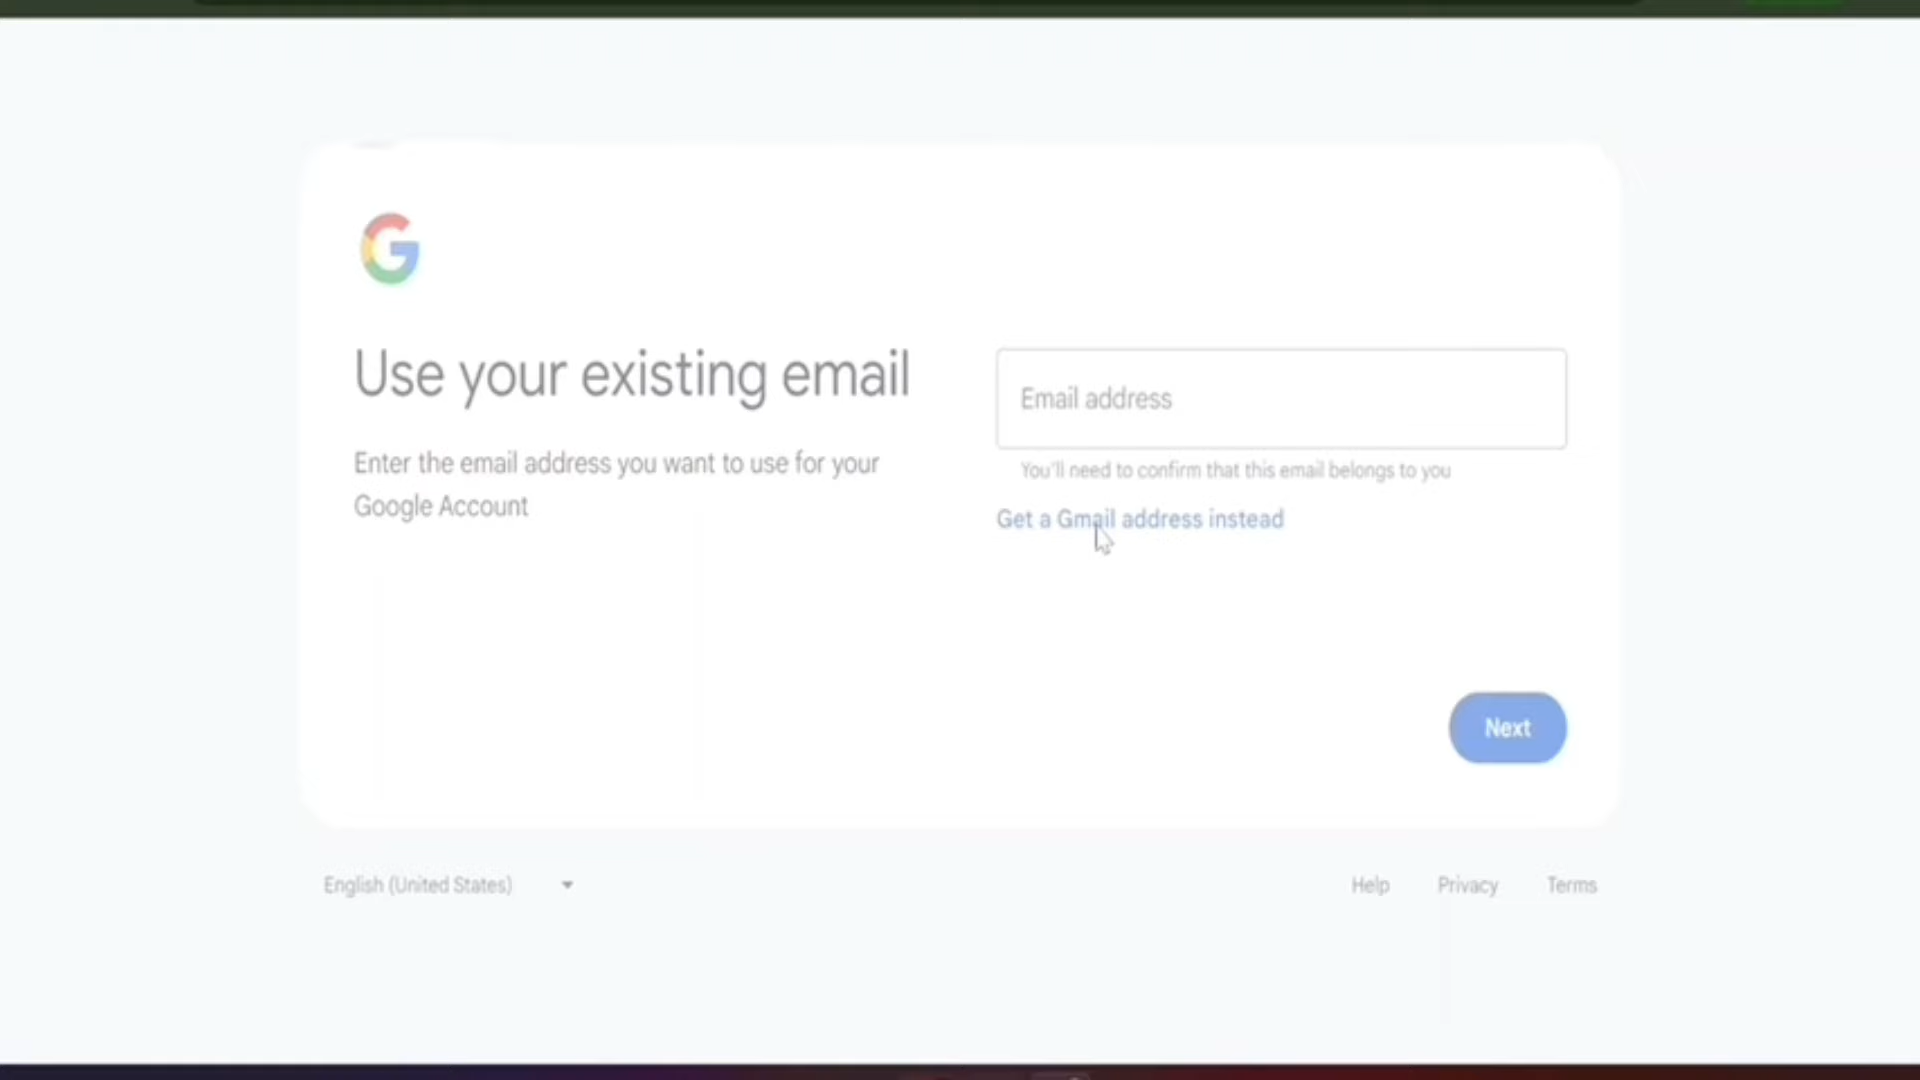 Use your existing email
Enter the email address you want to use for your
Google Account
Email address
You'll need to confirm that this email belongs to you
Get a Gmail address instead
Next
English (United States)
Help
Privacy
Terms